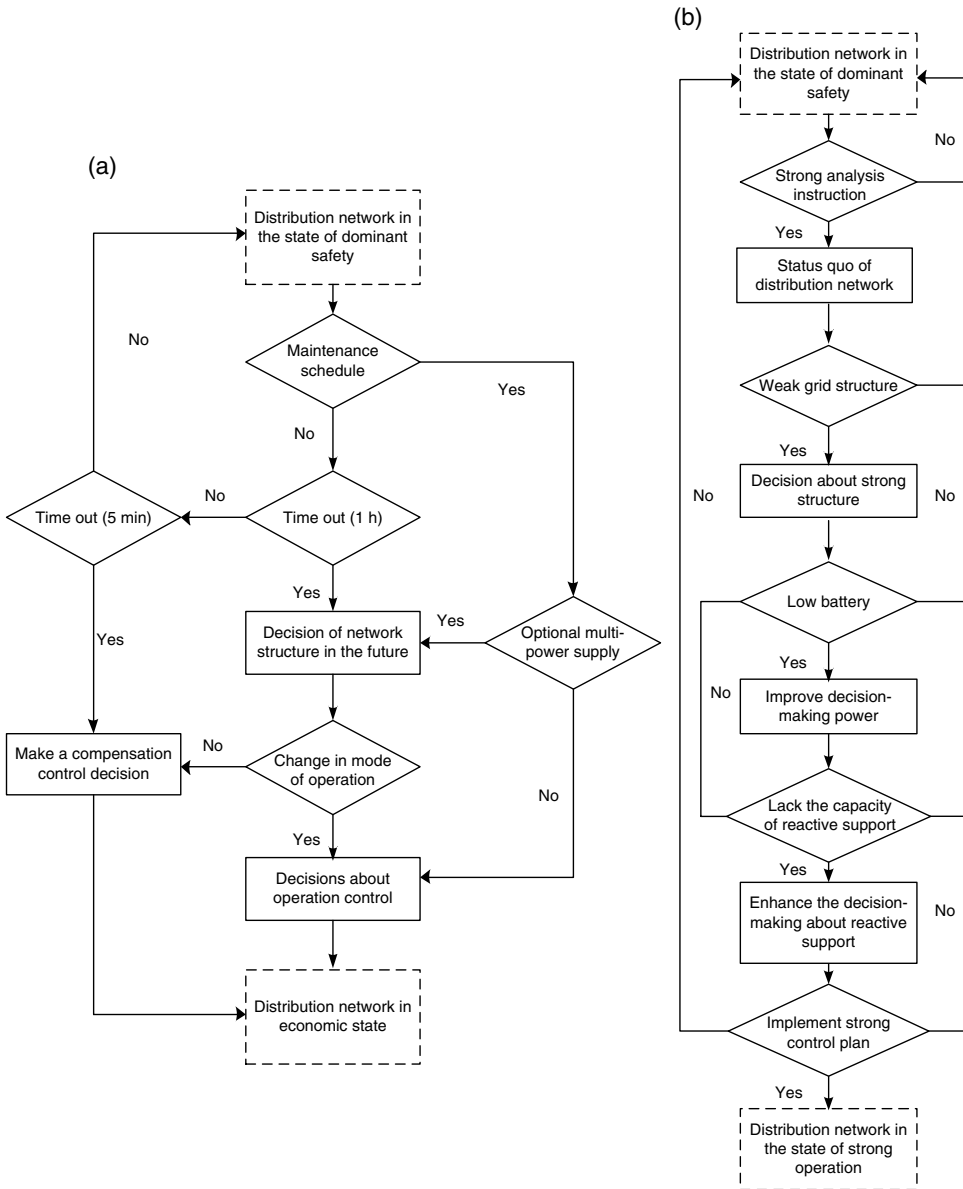 (a)
Distribution network in
the state of dominant
safety
No
Maintenance
schedule
Yes
No
Time out (5 min)
No
Time out (1 h)
Yes
Yes
Decision of network
structure in the future
Yes
Optional multi-
power supply
Make a compensation
control decision
No
Change in mode
of operation
No
Yes
Decisions about
operation control
Distribution network in
economic state
(b)
Distribution network in
the state of dominant
safety
No
Strong analysis
instruction
Yes
Status quo of
distribution network
Weak grid structure
Yes
No
Decision about strong
structure
No
Low battery
Yes
No
Improve decision-
making power
Lack the capacity
of reactive support
Yes
Enhance the decision-
making about reactive
support
No
Implement strong
control plan
Yes
Distribution network in
the state of strong
operation